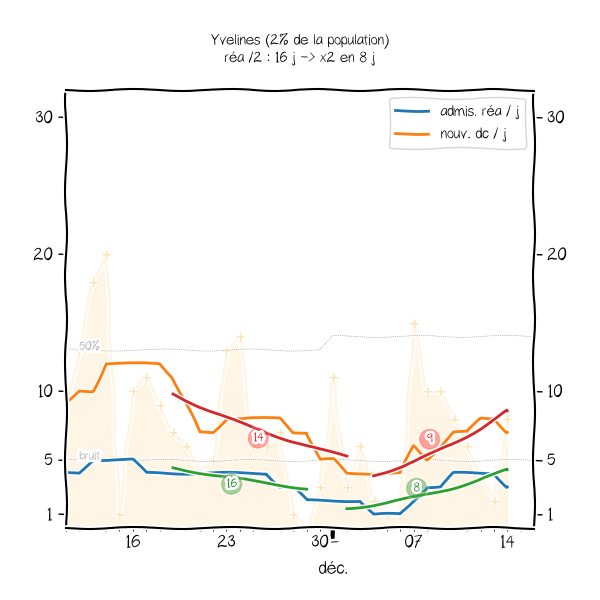 Yvelines (2% de la population)
réa /2 : 16 j -> x2 en 8 j
admis. réa / j
nouv. dc / j
30 30
20 20
50%
10 10
14 9
bruit
5 5
16 8
1 1
16 23 30 07 14
déc.